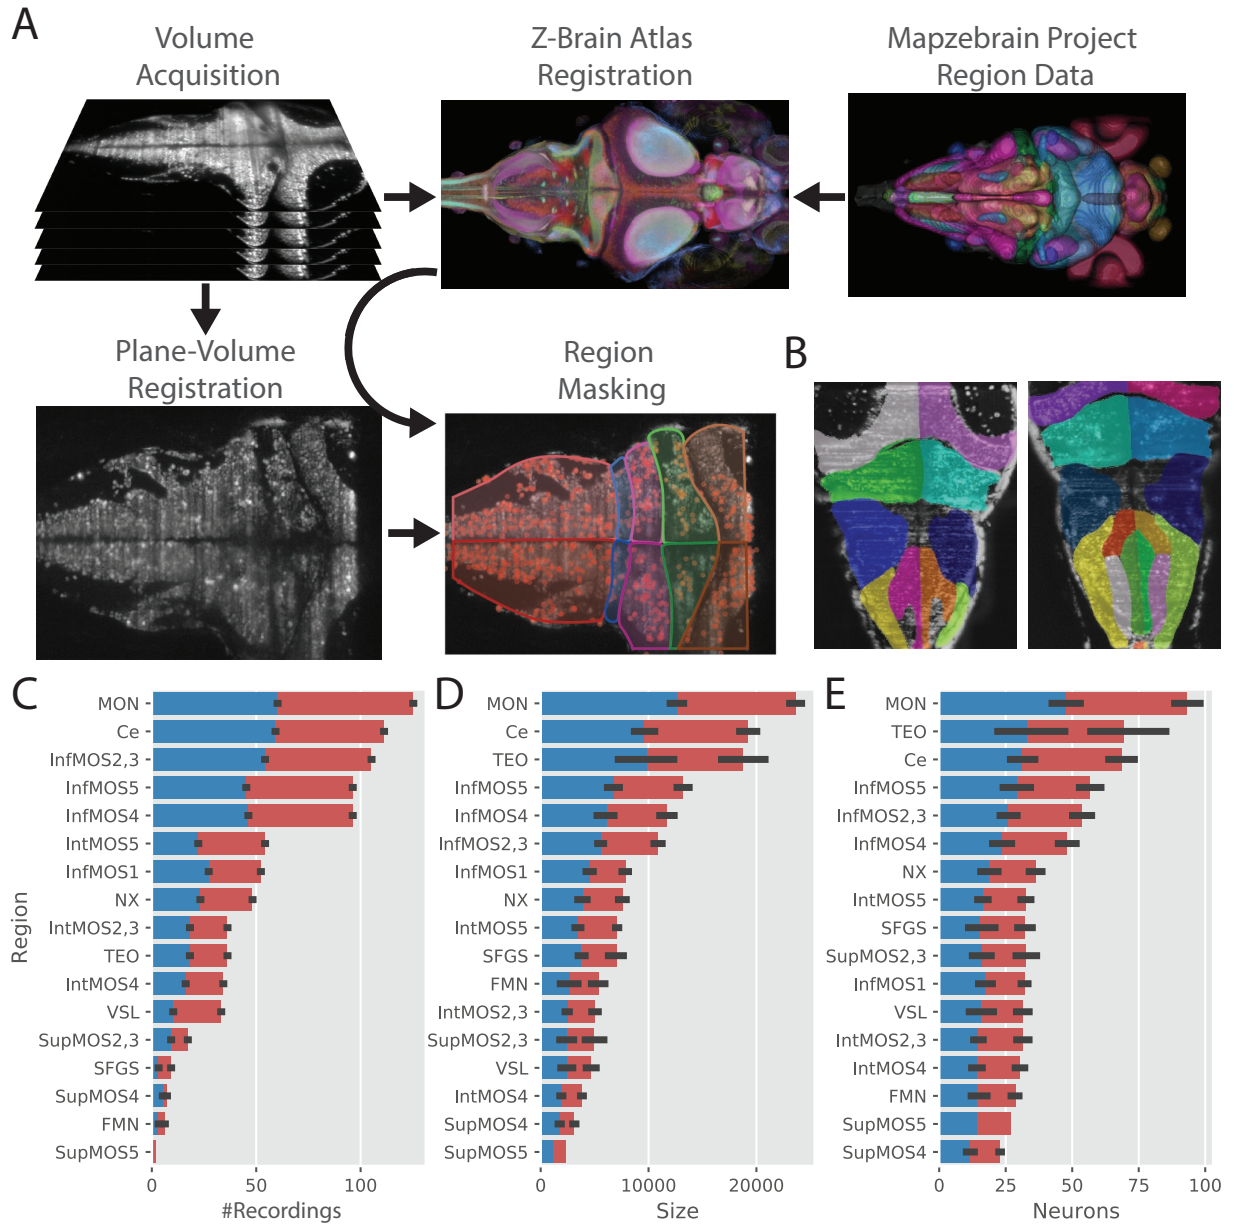 A
Volume
Acquisition
Z-Brain Atlas
Registration
Mapzebrain Project
Region Data
Plane-Volume
Registration
Region
Masking
B
C
Region
MON
Ce
InfMOS2,3
InfMOS5
InfMOS4
IntMOS5
InfMOS1
NX
IntMOS2,3
TEO
IntMOS4
VSL
SupMOS2,3
SFGS
SupMOS4
FMN
SupMOS5
0 50 100
#Recordings
D
MON
Ce
TEO
InfMOS5
InfMOS4
InfMOS2,3
InfMOS1
NX
IntMOS5
SFGS
FMN
IntMOS2,3
SupMOS2,3
VSL
IntMOS4
SupMOS4
SupMOS5
0 10000 20000
Size
E
MON
TEO
Ce
InfMOS5
InfMOS2,3
InfMOS4
NX
IntMOS5
SFGS
SupMOS2,3
InfMOS1
VSL
IntMOS2,3
IntMOS4
FMN
SupMOS5
SupMOS4
0 25 50 75 100
Neurons